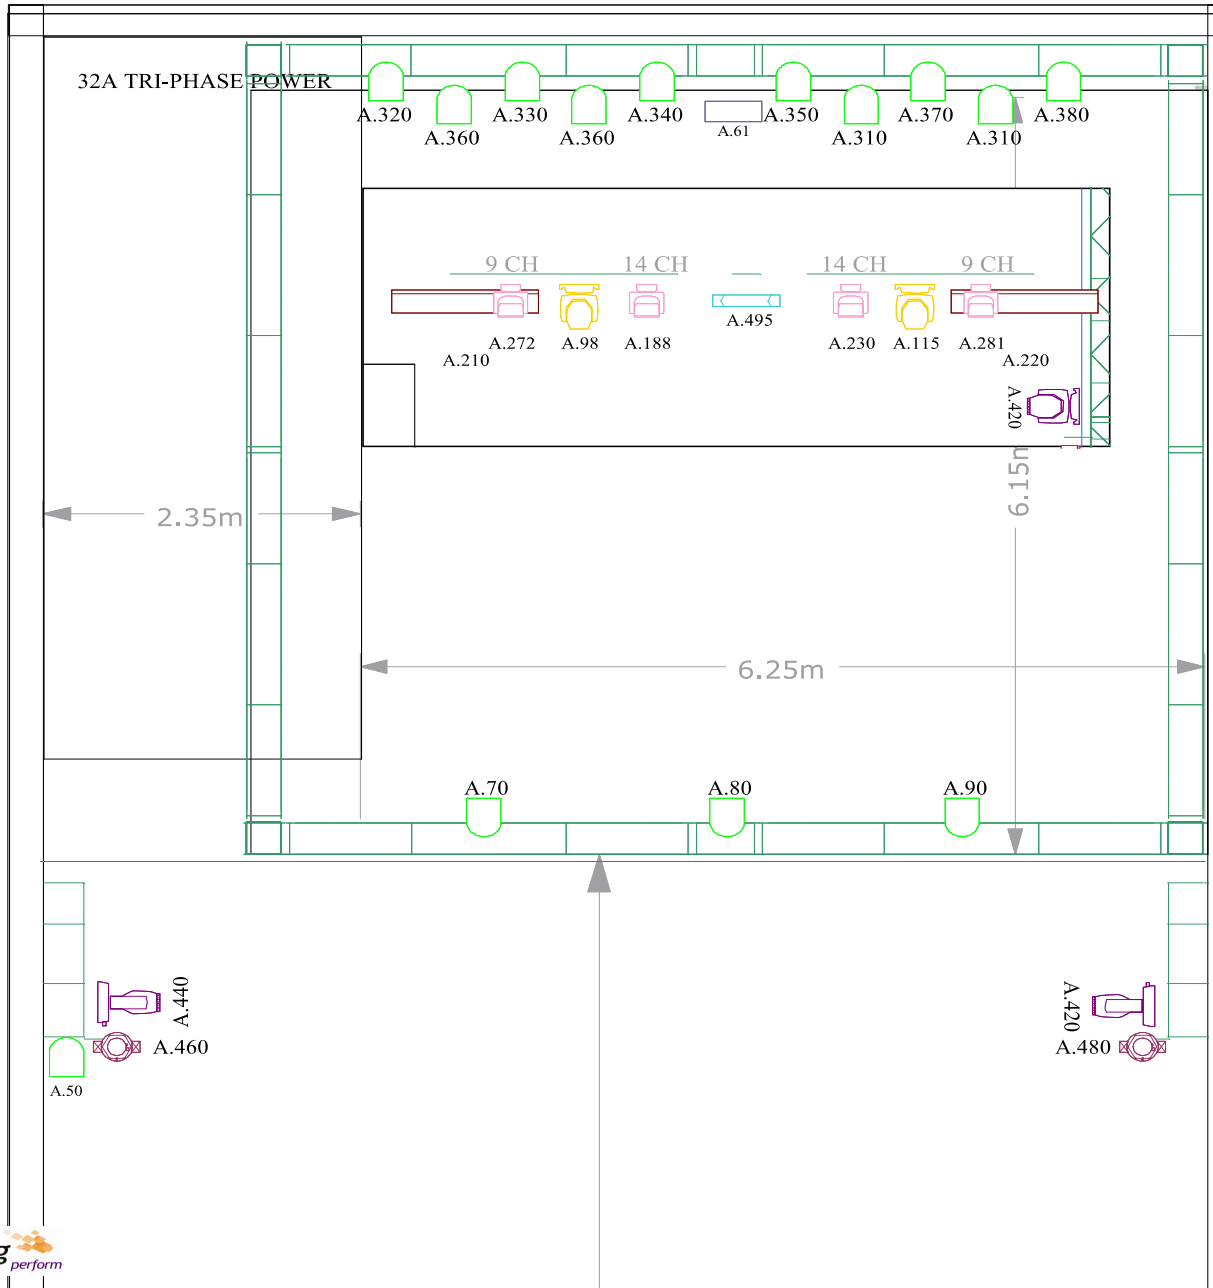 32A TRI-PHASE POWER
A.320
A.330
A.340
A.350
A.370
A.380
A.360
A.360
A.61
A.310
A.310
9 CH
14 CH
14 CH
9 CH
A.495
A.272
A.98
A.188
A.230
A.115
A.281
A.210
A.220
A.420
6.15m
2.35m
6.25m
A.70
A.80
A.90
A.440
A.420
A.460
A.480
A.50
g
perform